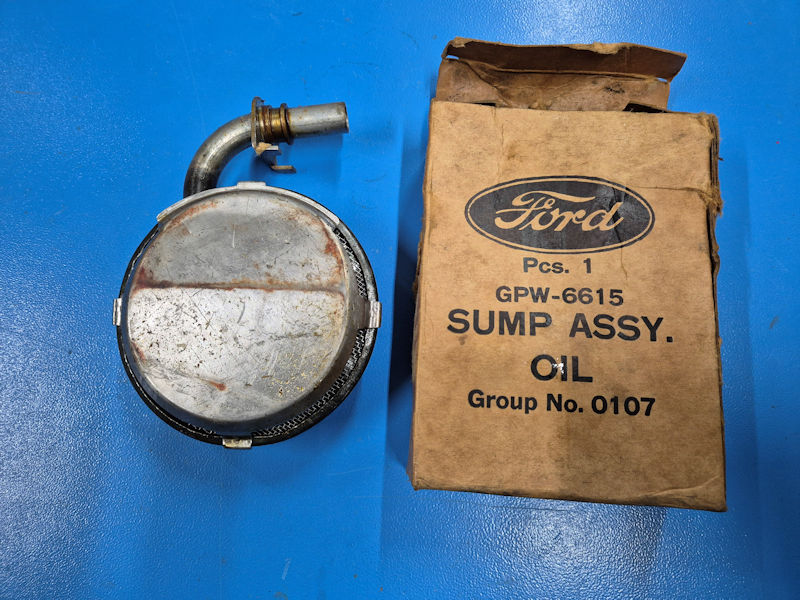 Ford
Pcs. 1
GPW-6615
SUMP ASSY.
OIL
Group No. 0107